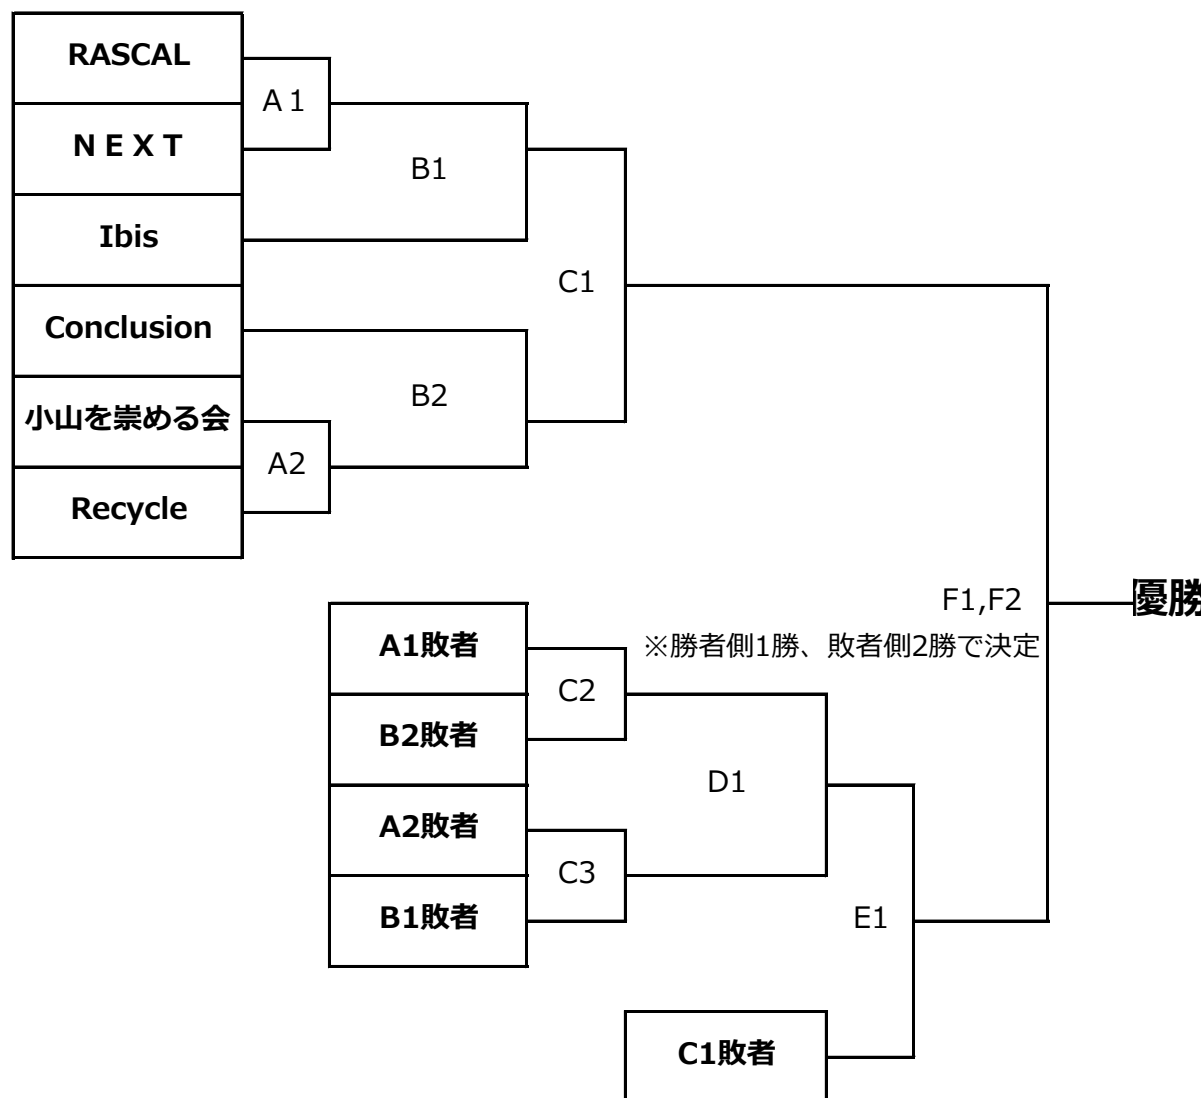 RASCAL
A１
ＮＥＸＴ
B1
Ibis
C1
Conclusion
B2
小山を崇める会
A2
Recycle
F1,F2
優勝
※勝者側1勝、敗者側2勝で決定
A1敗者
C2
B2敗者
D1
A2敗者
C3
B1敗者
E1
C1敗者